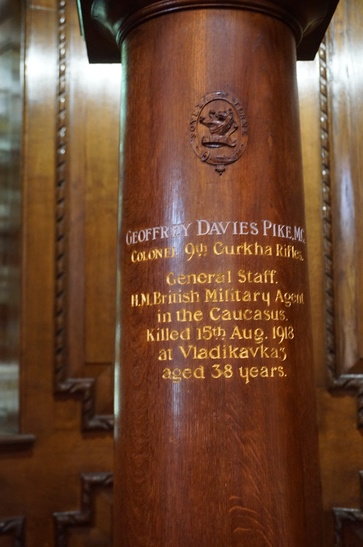 GEOFFREY DAVIES PIKE, MC,
COLONEL 9th Gurkha Rifles.
General Staff.
H.M. British Military Agent
in the Caucasus.
Killed 15th Aug. 1918
at Vladikavkaz
aged 38 years.